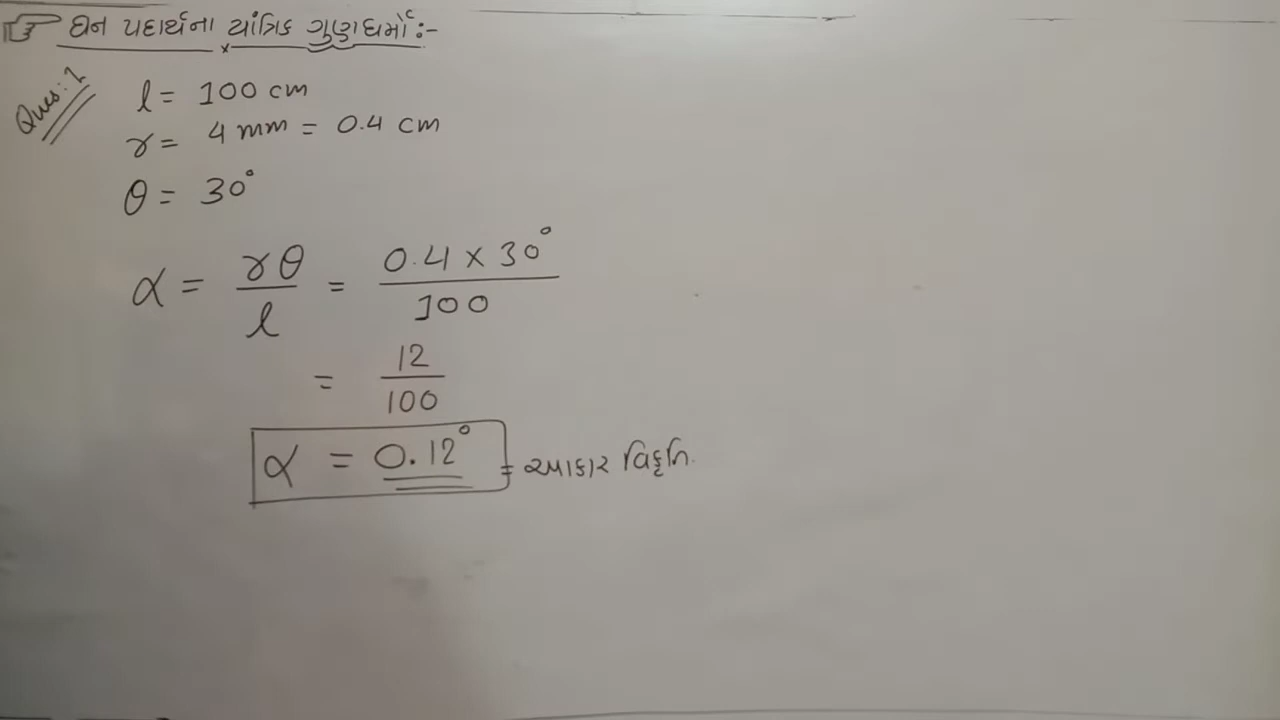 ઘન પદાર્થના યાંત્રિક ગુણધર્મો :-
Ques: 1
l = 100 cm
r = 4 mm = 0.4 cm
θ = 30°
α = rθ / l = 0.4 × 30° / 100
= 12 / 100
α = 0.12° = આકાર વિકૃતિ.